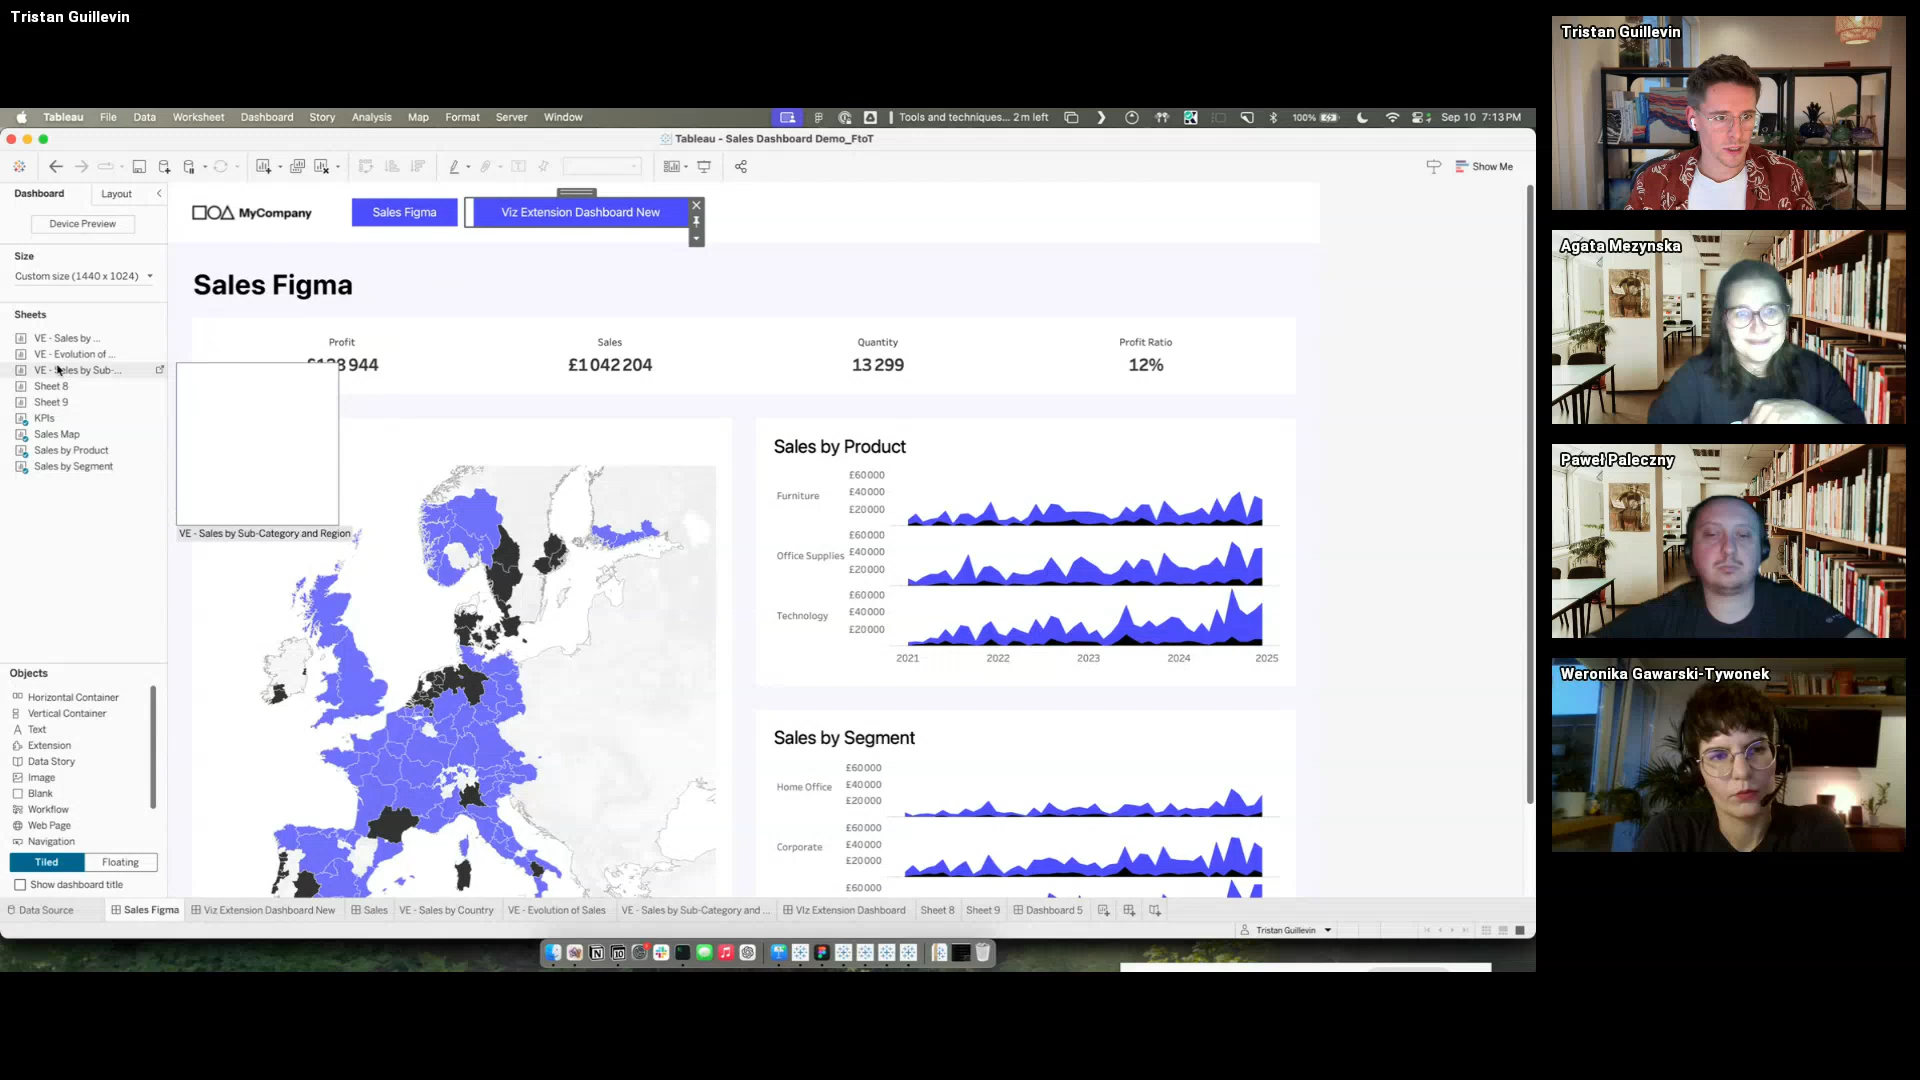 Tristan Guillevin
Tableau File Data Worksheet Dashboard Story Analysis Map Format Server Window
Tools and techniques... 2 m left
100%
Sep 10 7:13 PM
Tableau - Sales Dashboard Demo_FtoT
Show Me
Dashboard
Layout
Device Preview
Size
Custom size (1440 x 1024)
Sheets
VE - Sales by ...
VE - Evolution of ...
VE - Sales by Sub-...
Sheet 8
Sheet 9
KPIs
Sales Map
Sales by Product
Sales by Segment
VE - Sales by Sub-Category and Region
Objects
Horizontal Container
Vertical Container
Text
Extension
Data Story
Image
Blank
Workflow
Web Page
Navigation
Tiled
Floating
Show dashboard title
MyCompany
Sales Figma
Viz Extension Dashboard New
Sales Figma
Profit
Sales
Quantity
Profit Ratio
£1 042 204
13 299
12%
Sales by Product
Furniture
£60 000
£40 000
£20 000
Office Supplies
£60 000
£40 000
£20 000
Technology
£60 000
£40 000
£20 000
2021
2022
2023
2024
2025
Sales by Segment
Home Office
£60 000
£40 000
£20 000
Corporate
£60 000
£40 000
£20 000
£60 000
Data Source
Sales Figma
Viz Extension Dashboard New
Sales
VE - Sales by Country
VE - Evolution of Sales
VE - Sales by Sub-Category and ...
VIz Extension Dashboard
Sheet 8
Sheet 9
Dashboard 5
Tristan Guillevin
Tristan Guillevin
Agata Mezynska
Paweł Paleczny
Weronika Gawarski-Tywonek